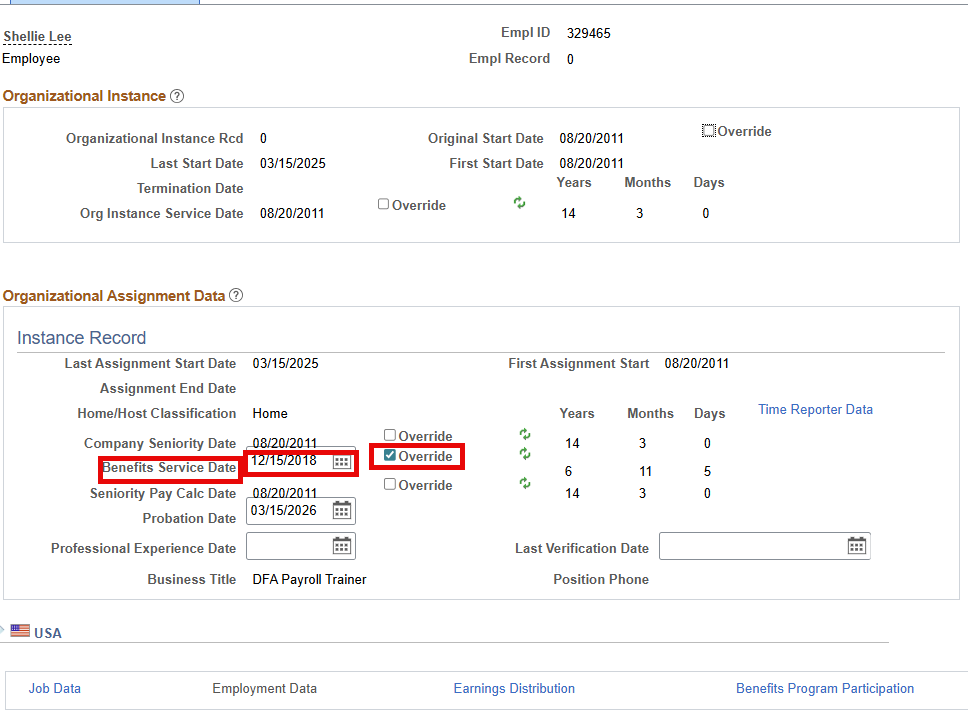 Shellie Lee Empl ID 329465
Employee Empl Record 0
Organizational Instance ?
Organizational Instance Rcd 0 Original Start Date 08/20/2011 Override
Last Start Date 03/15/2025 First Start Date 08/20/2011
Termination Date Years Months Days
Org Instance Service Date 08/20/2011 Override 14 3 0
Organizational Assignment Data ?
Instance Record
Last Assignment Start Date 03/15/2025 First Assignment Start 08/20/2011
Assignment End Date
Home/Host Classification Home Years Months Days Time Reporter Data
Company Seniority Date 08/20/2011 Override 14 3 0
Benefits Service Date 12/15/2018 Override 6 11 5
Seniority Pay Calc Date 08/20/2011 Override 14 3 0
Probation Date 03/15/2026
Professional Experience Date Last Verification Date
Business Title DFA Payroll Trainer Position Phone
USA
Job Data Employment Data Earnings Distribution Benefits Program Participation